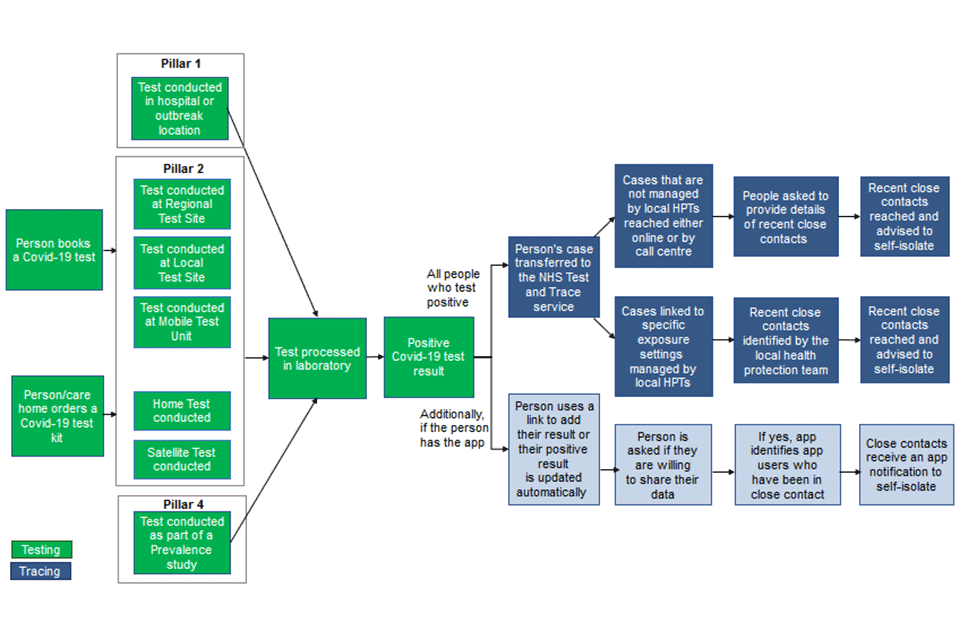 Pillar 1
Test conducted
in hospital or
outbreak
location
Pillar 2
Test conducted
at Regional
Test Site
Test conducted
at Local
Test Site
Test conducted
at Mobile Test
Unit
Home Test
conducted
Satellite Test
conducted
Person books
a Covid-19 test
Person/care
home orders a
Covid-19 test
kit
Pillar 4
Test conducted
as part of a
Prevalence
study
Test processed
in laboratory
Positive
Covid-19 test
result
All people
who test
positive
Additionally,
if the person
has the app
Person's case
transferred to
the NHS Test
and Trace
service
Cases that are
not managed
by local HPTs
reached either
online or by
call centre
People asked to
provide details
of recent close
contacts
Recent close
contacts
reached and
advised to
self-isolate
Cases linked to
specific
exposure
settings
managed by
local HPTs
Recent close
contacts
identified by the
local health
protection team
Recent close
contacts
reached and
advised to
self-isolate
Person uses a
link to add
their result or
their positive
result
is updated
automatically
Person is
asked if they
are willing
to share their
data
If yes, app
identifies app
users who
have been in
close contact
Close contacts
receive an app
notification to
self-isolate
Testing
Tracing